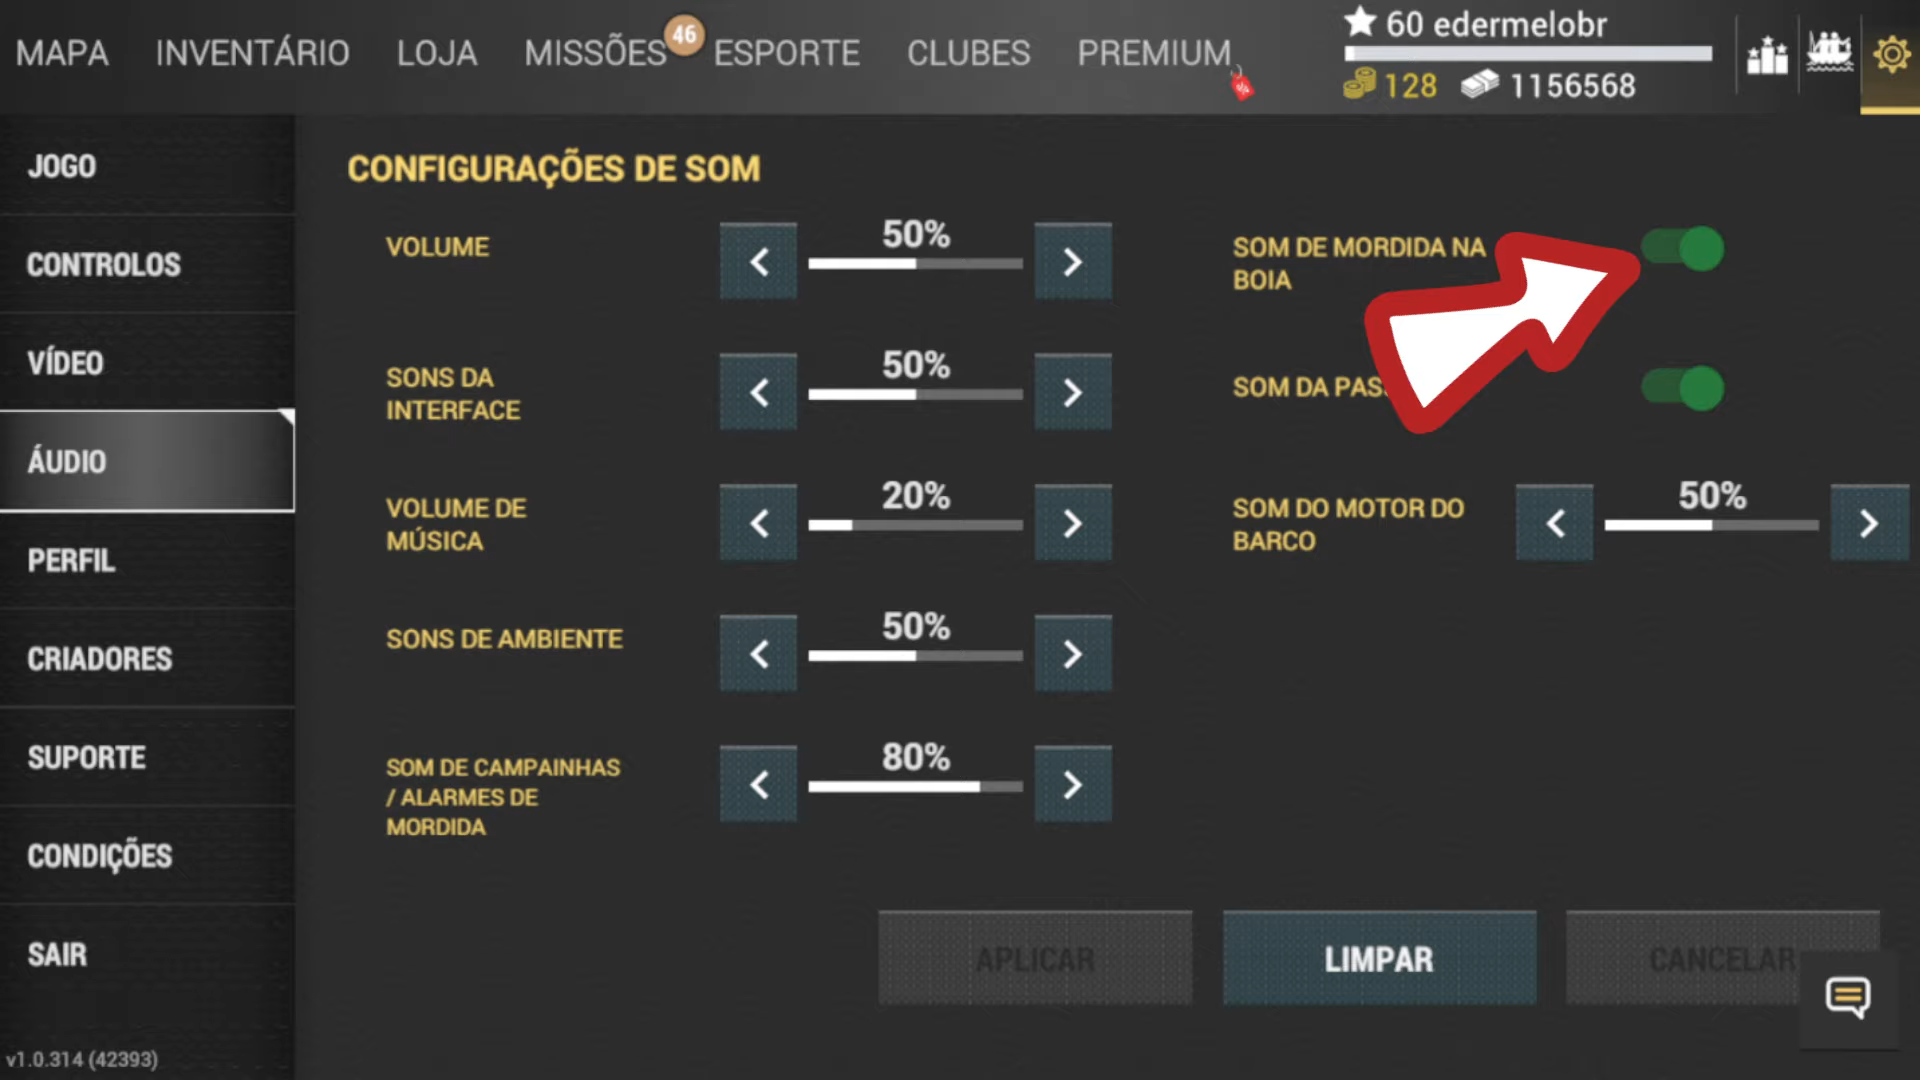 MAPA
INVENTÁRIO
LOJA
MISSÕES
46
ESPORTE
CLUBES
PREMIUM
60 edermelobr
128
1156568
JOGO
CONTROLOS
VÍDEO
ÁUDIO
PERFIL
CRIADORES
SUPORTE
CONDIÇÕES
SAIR
v1.0.314 (42393)
CONFIGURAÇÕES DE SOM
VOLUME
50%
SONS DA
INTERFACE
50%
VOLUME DE
MÚSICA
20%
SONS DE AMBIENTE
50%
SOM DE CAMPAINHAS
/ ALARMES DE
MORDIDA
80%
SOM DE MORDIDA NA
BOIA
SOM DA
SOM DO MOTOR DO
BARCO
50%
APLICAR
LIMPAR
CANCELAR